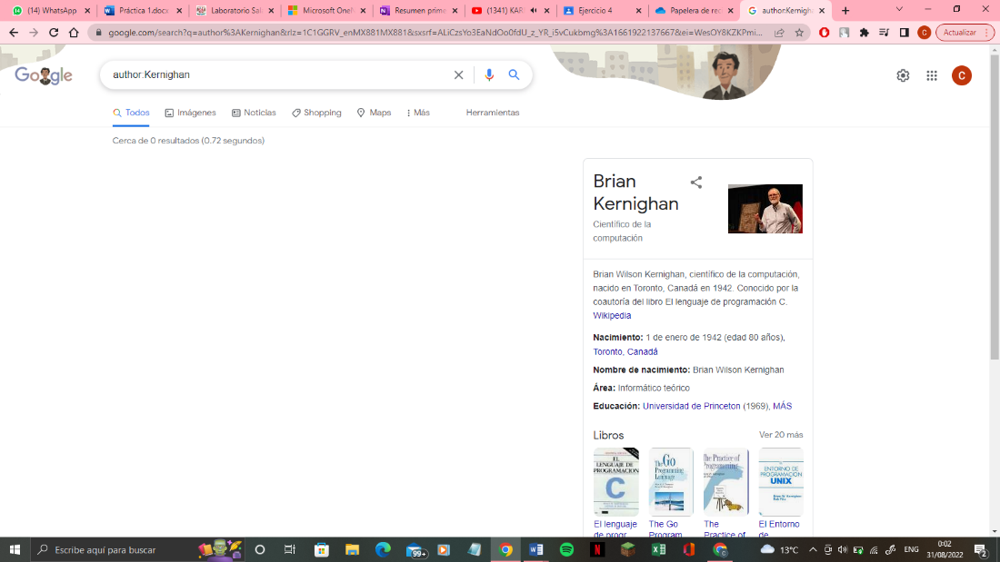 (14) WhatsApp
Práctica 1.docx
Laboratorio Sala
Microsoft OneN
Resumen prime
(1341) KAR
Ejercicio 4
Papelera de rec
author:Kernigh
google.com/search?q=author%3AKernighan&rlz=1C1GGRV_enMX881MX881&sxsrf=ALiCzsYo3EaNdOo0fdU_z_YR_i5vCukbmg%3A1661922137667&ei=WesOY8KZKPmi...
C
Actualizar
Google
author:Kernighan
C
Todos
Imágenes
Noticias
Shopping
Maps
Más
Herramientas
Cerca de 0 resultados (0.72 segundos)
Brian
Kernighan
Científico de la
computación
Brian Wilson Kernighan, científico de la computación,
nacido en Toronto, Canadá en 1942. Conocido por la
coautoría del libro El lenguaje de programación C.
Wikipedia
Nacimiento: 1 de enero de 1942 (edad 80 años),
Toronto, Canadá
Nombre de nacimiento: Brian Wilson Kernighan
Área: Informático teórico
Educación: Universidad de Princeton (1969), MÁS
Libros
Ver 20 más
EL
LENGUAJE DE
PROGRAMACION
C
The Go
Programming
Language
The Practice of
Programming
ENTORNO DE
PROGRAMACION
UNIX
El lenguaje
de progr
The Go
Program
The
Practice of
El Entorno
de
Escribe aquí para buscar
99+
13°C
ENG
0:02
31/08/2022
2